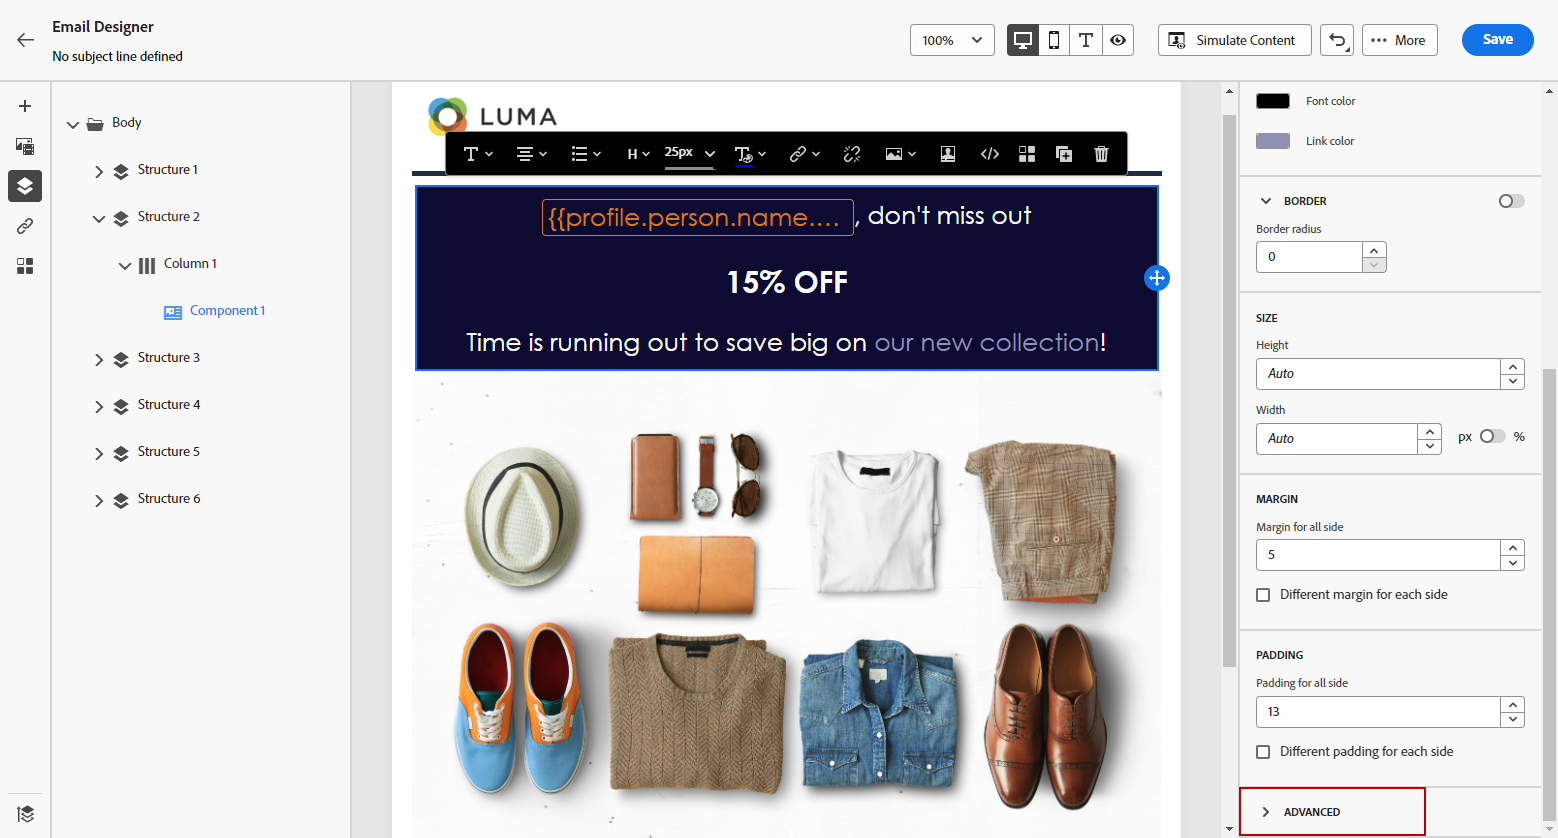 Email Designer
No subject line defined
100%
Simulate Content
More
Save
Body
Structure 1
Structure 2
Column 1
Component 1
Structure 3
Structure 4
Structure 5
Structure 6
LUMA
H
25px
{{profile.person.name.... , don't miss out
15% OFF
Time is running out to save big on our new collection!
Font color
Link color
BORDER
Border radius
0
SIZE
Height
Auto
Width
Auto
px %
MARGIN
Margin for all side
5
Different margin for each side
PADDING
Padding for all side
13
Different padding for each side
ADVANCED